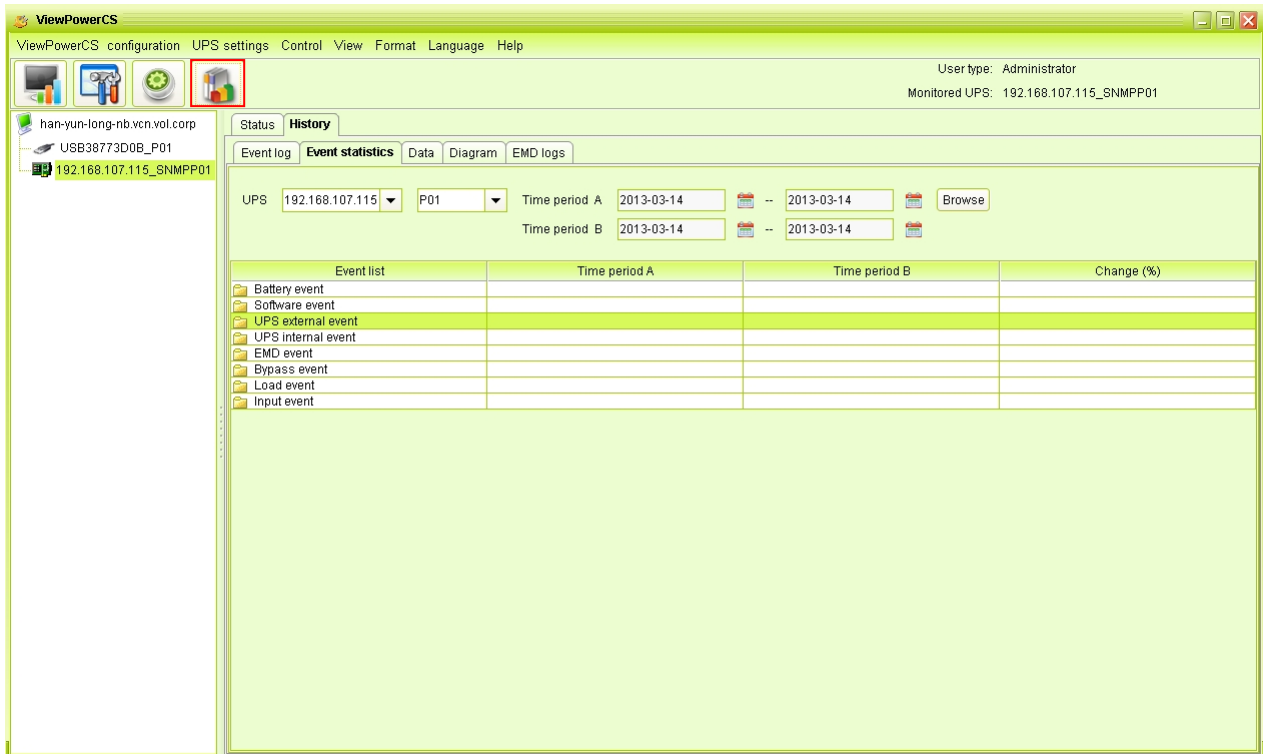 ViewPowerCS
ViewPowerCS configuration UPS settings Control View Format Language Help
User type: Administrator
Monitored UPS: 192.168.107.115_SNMPP01
han-yun-long-nb.vcn.vol.corp
USB38773D0B_P01
192.168.107.115_SNMPP01
Status History
Event log Event statistics Data Diagram EMD logs
UPS 192.168.107.115 P01 Time period A 2013-03-14 -- 2013-03-14 Browse
Time period B 2013-03-14 -- 2013-03-14
Event list Time period A Time period B Change (%)
Battery event
Software event
UPS external event
UPS internal event
EMD event
Bypass event
Load event
Input event